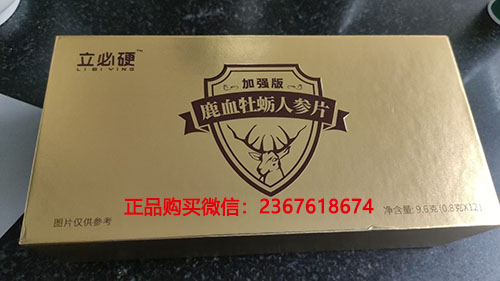 立必硬™
LI BI YING
加强版
鹿血牡蛎人参片
正品购买微信：2367618674
净含量: 9.6克(0.8克X12)
图片仅供参考